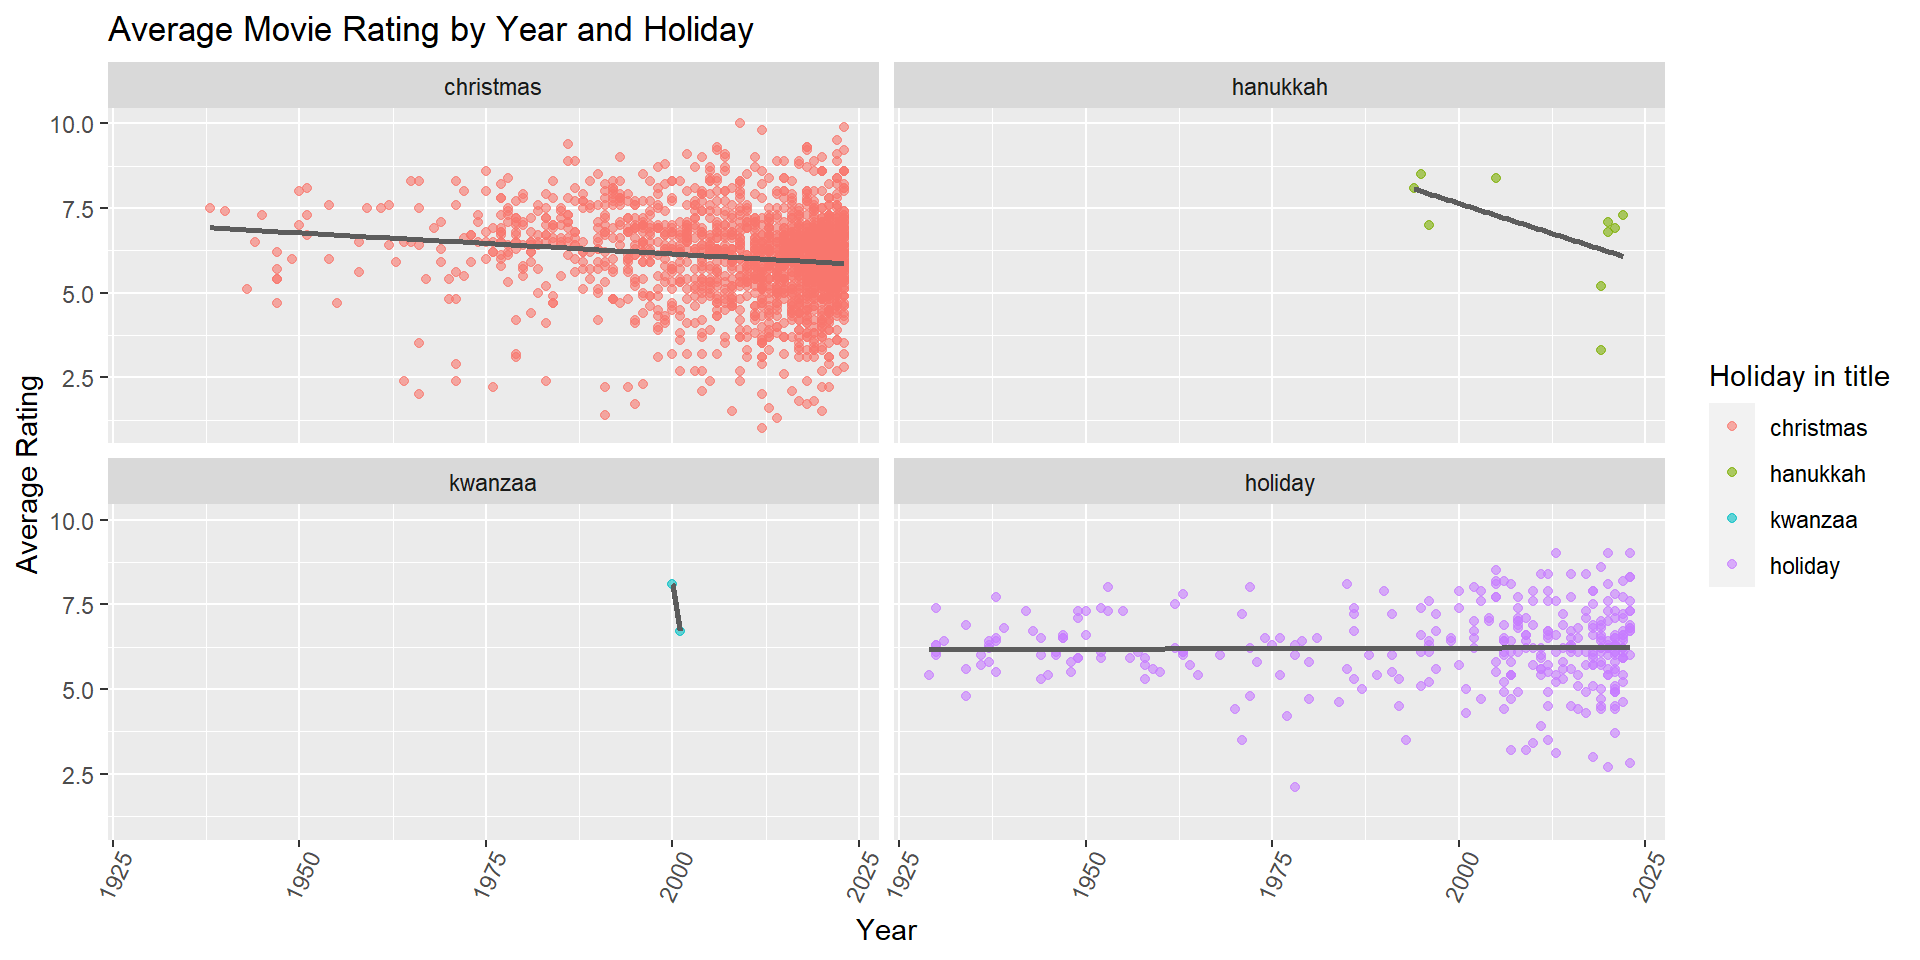 Average Movie Rating by Year and Holiday
christmas
hanukkah
10.0
7.5
5.0
2.5
kwanzaa
holiday
10.0
7.5
5.0
2.5
1925
1950
1975
2000
2025
1925
1950
1975
2000
2025
Year
Average Rating
Holiday in title
christmas
hanukkah
kwanzaa
holiday